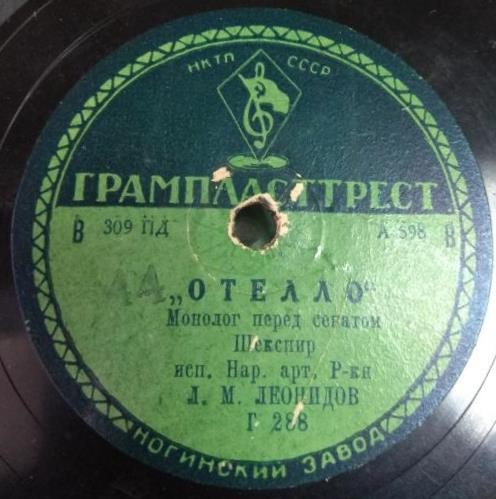 НКТП СССР
ГРАМПЛАСТТРЕСТ
В 309 ПД А 598 В
44
„ОТЕЛЛО“
Монолог перед сенатом
Шекспир
исп. Нар. арт. Р-ки
Л. М. ЛЕОНИДОВ
Г 288
НОГИНСКИЙ ЗАВОД